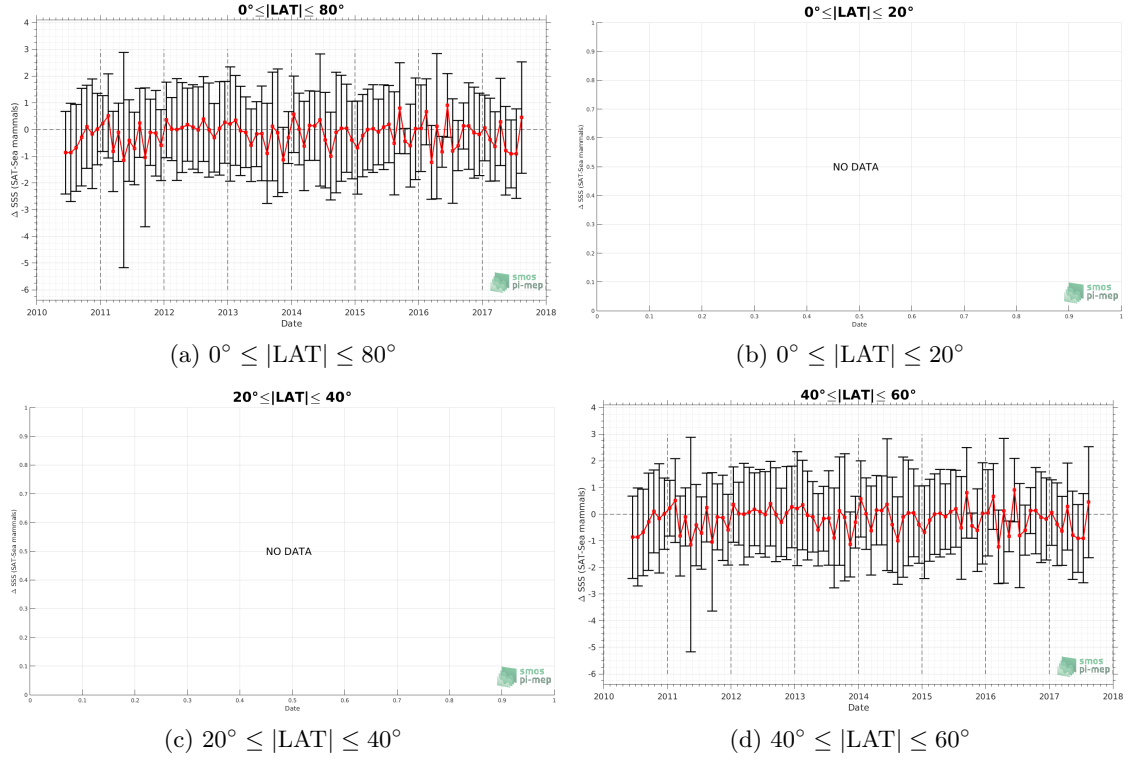 0°≤|LAT|≤ 80°
Δ SSS (SAT-Sea mammals)
4
3
2
1
0
-1
-2
-3
-4
-5
-6
2010 2011 2012 2013 2014 2015 2016 2017 2018
Date
smos
pi-mep
(a) 0° ≤ |LAT| ≤ 80°
0°≤|LAT|≤ 20°
Δ SSS (SAT-Sea mammals)
1
0.9
0.8
0.7
0.6
0.5
0.4
0.3
0.2
0.1
0
NO DATA
0 0.1 0.2 0.3 0.4 0.5 0.6 0.7 0.8 0.9 1
Date
smos
pi-mep
(b) 0° ≤ |LAT| ≤ 20°
20°≤|LAT|≤ 40°
Δ SSS (SAT-Sea mammals)
1
0.9
0.8
0.7
0.6
0.5
0.4
0.3
0.2
0.1
0
NO DATA
0 0.1 0.2 0.3 0.4 0.5 0.6 0.7 0.8 0.9 1
Date
smos
pi-mep
(c) 20° ≤ |LAT| ≤ 40°
40°≤|LAT|≤ 60°
Δ SSS (SAT-Sea mammals)
4
3
2
1
0
-1
-2
-3
-4
-5
-6
2010 2011 2012 2013 2014 2015 2016 2017 2018
Date
smos
pi-mep
(d) 40° ≤ |LAT| ≤ 60°